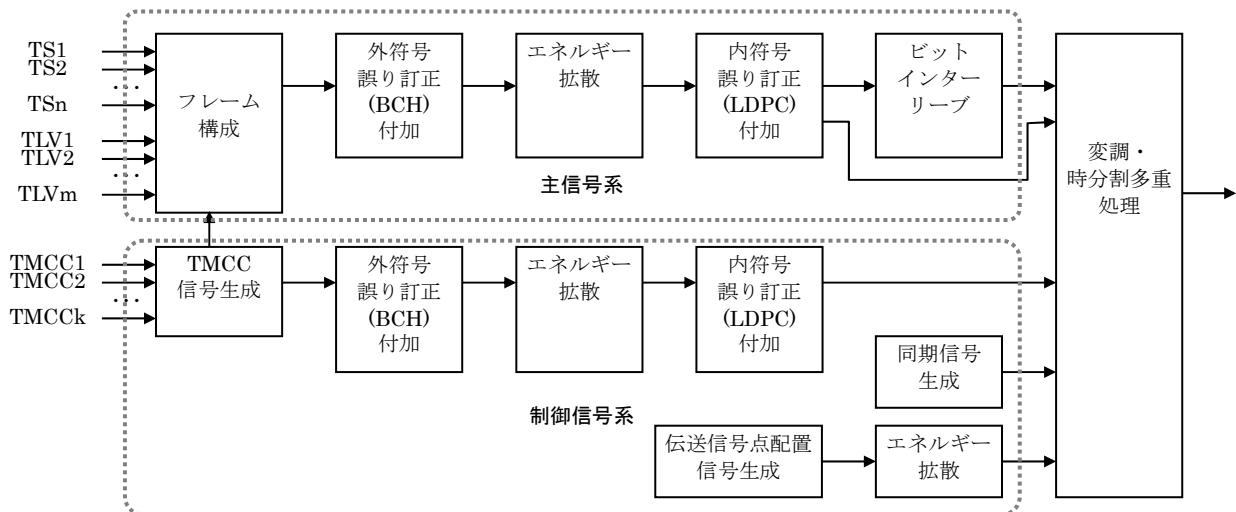 TS1
TS2
...
TSn
TLV1
TLV2
...
TLVm
フレーム
構成
外符号
誤り訂正
(BCH)
付加
エネルギー
拡散
内符号
誤り訂正
(LDPC)
付加
ビット
インター
リーブ
主信号系
変調・
時分割多重
処理
TMCC1
TMCC2
...
TMCCk
TMCC
信号生成
外符号
誤り訂正
(BCH)
付加
エネルギー
拡散
内符号
誤り訂正
(LDPC)
付加
同期信号
生成
制御信号系
伝送信号点配置
信号生成
エネルギー
拡散